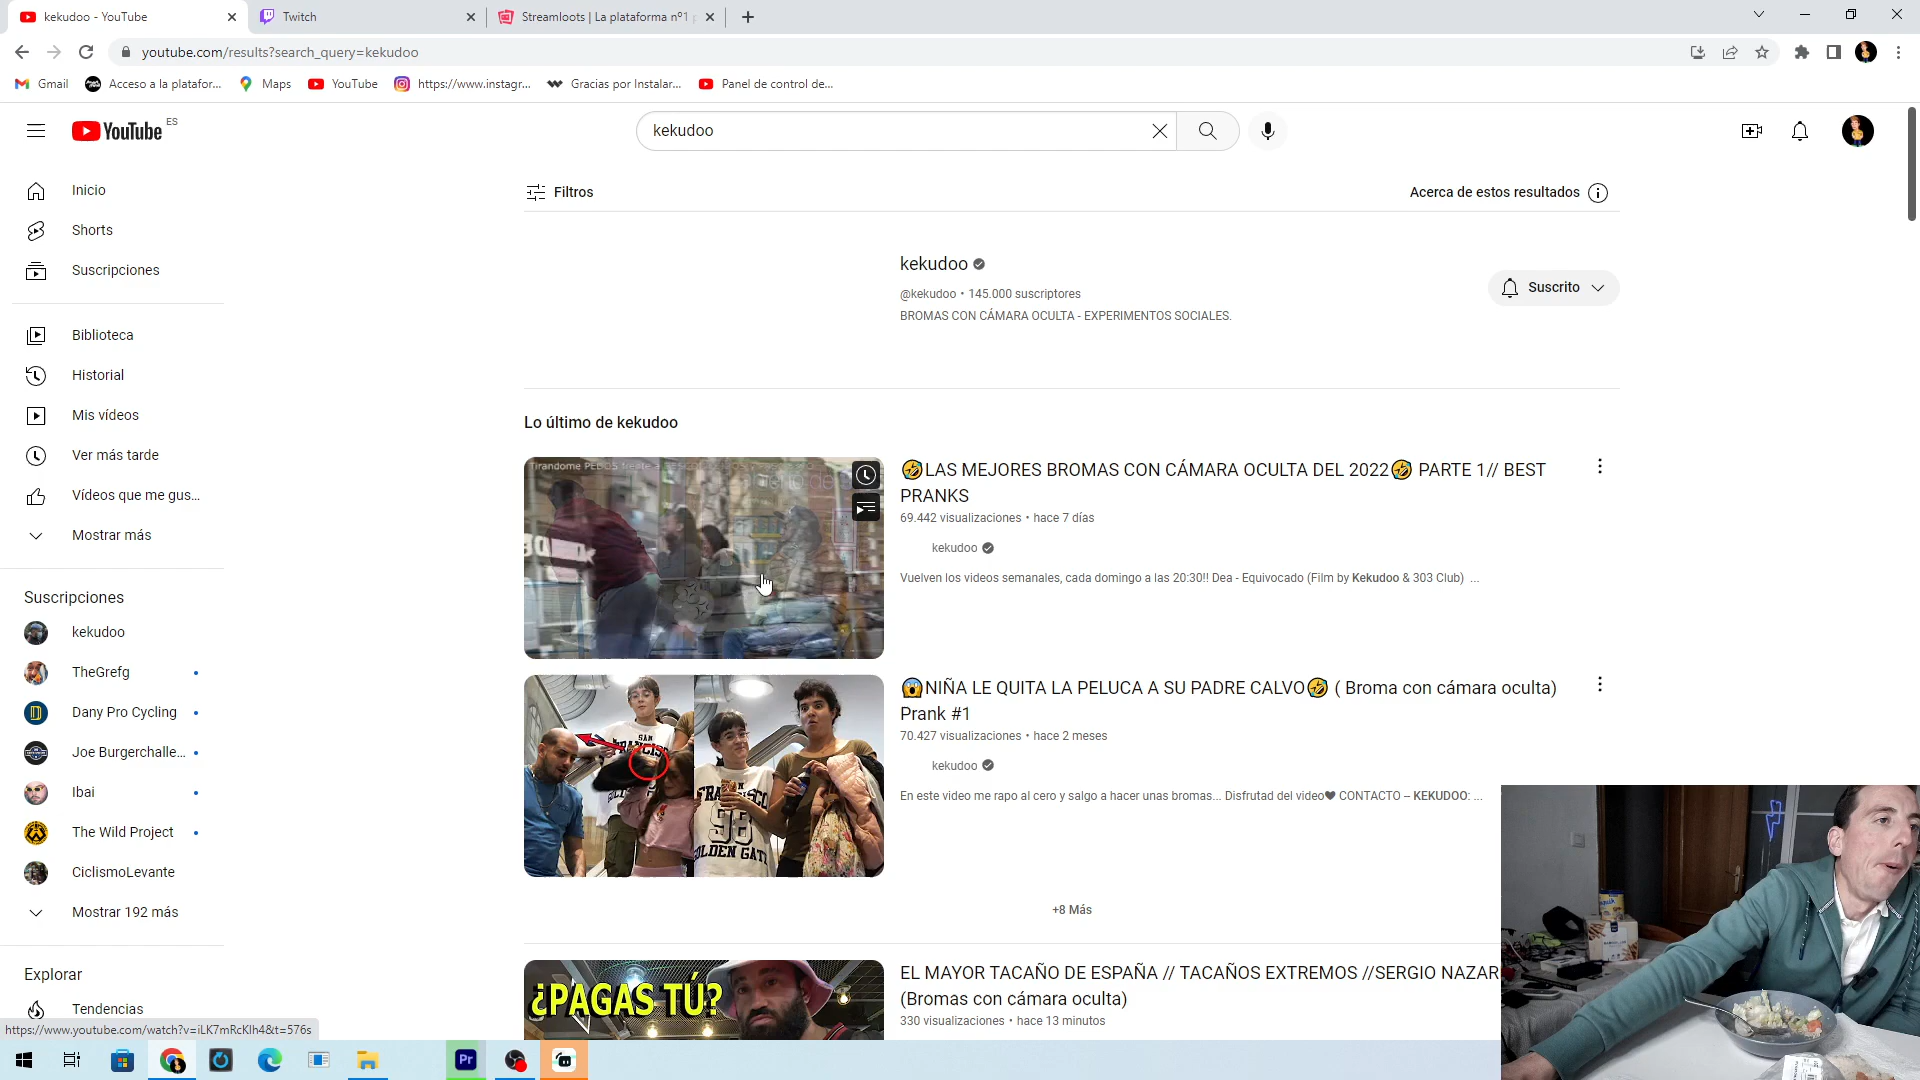 kekudoo - YouTube
Twitch
Streamloots | La plataforma nº1
youtube.com/results?search_query=kekudoo
Gmail
Acceso a la platafor...
Maps
YouTube
https://www.instagr...
Gracias por Instalar...
Panel de control de...
YouTube ES
kekudoo
Inicio
Shorts
Suscripciones
Biblioteca
Historial
Mis vídeos
Ver más tarde
Vídeos que me gus...
Mostrar más
Suscripciones
kekudoo
TheGrefg
Dany Pro Cycling
Joe Burgerchalle...
Ibai
The Wild Project
CiclismoLevante
Mostrar 192 más
Explorar
Tendencias
https://www.youtube.com/watch?v=iLK7mRcKlh4&t=576s
Filtros
Acerca de estos resultados
kekudoo
@kekudoo • 145.000 suscriptores
BROMAS CON CÁMARA OCULTA - EXPERIMENTOS SOCIALES.
Suscrito
Lo último de kekudoo
Tirandome PEDOS frente a
🤣LAS MEJORES BROMAS CON CÁMARA OCULTA DEL 2022🤣 PARTE 1// BEST
PRANKS
69.442 visualizaciones • hace 7 días
kekudoo
Vuelven los videos semanales, cada domingo a las 20:30!! Dea - Equivocado (Film by Kekudoo & 303 Club) ...
SAN
FRANCISCO
98
GOLDEN GATE
😱NIÑA LE QUITA LA PELUCA A SU PADRE CALVO🤣 ( Broma con cámara oculta)
Prank #1
70.427 visualizaciones • hace 2 meses
kekudoo
En este video me rapo al cero y salgo a hacer unas bromas... Disfrutad del video♥ CONTACTO – KEKUDOO: ...
+8 Más
¿PAGAS TÚ?
EL MAYOR TACAÑO DE ESPAÑA // TACAÑOS EXTREMOS //SERGIO NAZAR
(Bromas con cámara oculta)
330 visualizaciones • hace 13 minutos
Pr